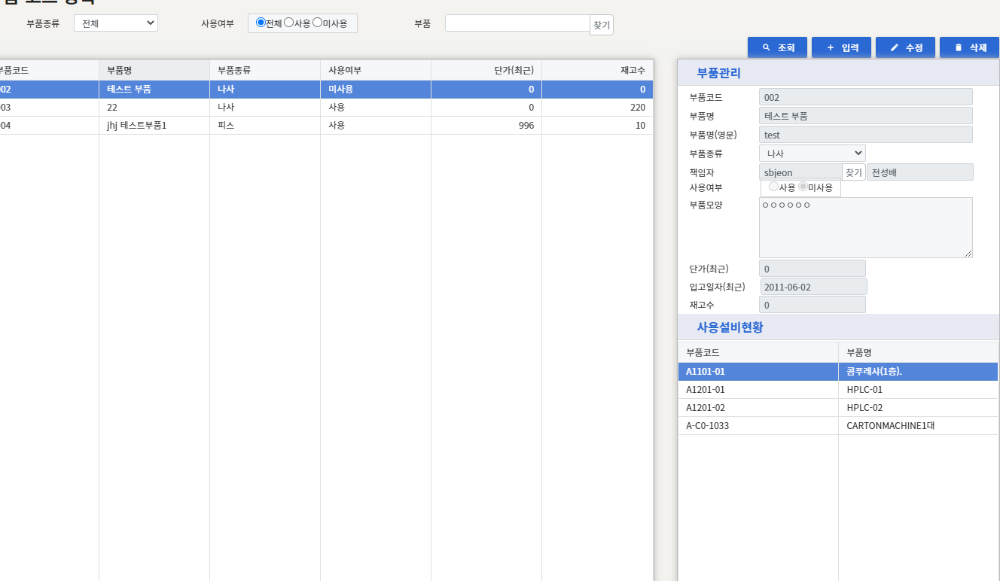 부품종류 전체 사용여부 전체 사용 미사용 부품 찾기
조회 입력 수정 삭제
부품코드 부품명 부품종류 사용여부 단가(최근) 재고수
002 테스트 부품 나사 미사용 0 0
03 22 나사 사용 0 220
04 jhj 테스트부품1 피스 사용 996 10
부품관리
부품코드 002
부품명 테스트 부품
부품명(영문) test
부품종류 나사
책임자 sbjeon 찾기 전성배
사용여부 사용 미사용
부품모양 ㅇㅇㅇㅇㅇㅇ
단가(최근) 0
입고일자(최근) 2011-06-02
재고수 0
사용설비현황
부품코드 부품명
A1101-01 콤푸레샤(1층).
A1201-01 HPLC-01
A1201-02 HPLC-02
A-C0-1033 CARTONMACHINE1대